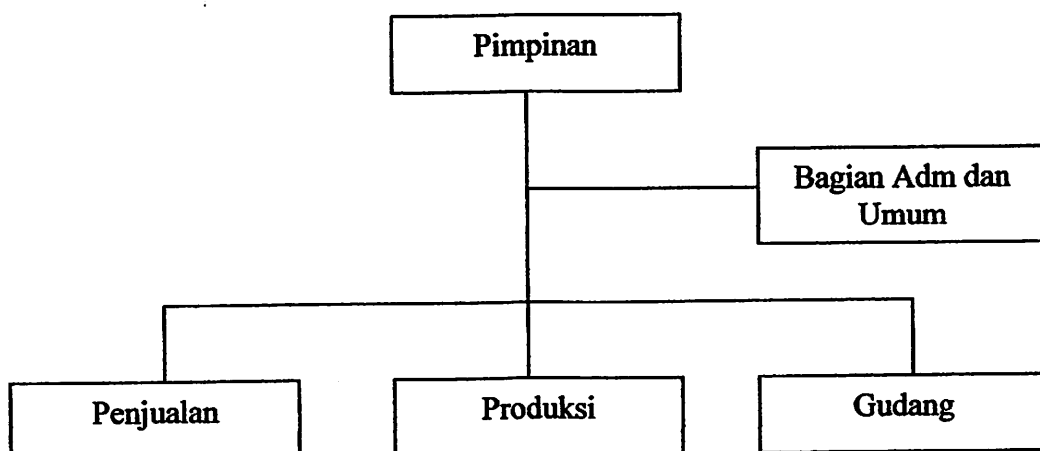 Pimpinan
Bagian Adm dan
Umum
Penjualan
Produksi
Gudang